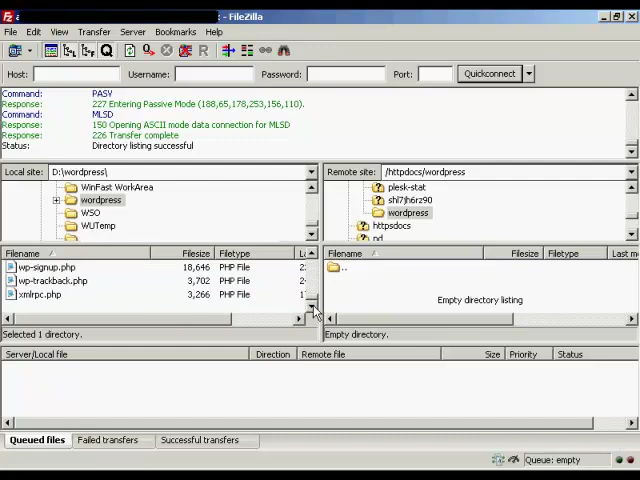 - FileZilla
File Edit View Transfer Server Bookmarks Help
Host: Username: Password: Port: Quickconnect
Command: PASV
Response: 227 Entering Passive Mode (188,65,178,253,156,110).
Command: MLSD
Response: 150 Opening ASCII mode data connection for MLSD
Response: 226 Transfer complete
Status: Directory listing successful
Local site: D:\wordpress\ Remote site: /httpdocs/wordpress
WinFast WorkArea plesk-stat
wordpress shl7jh6rz90
WSO wordpress
WUTemp httpsdocs
pd
Filename Filesize Filetype Filename Filesize Filetype Last m
wp-signup.php 18,646 PHP File ..
wp-trackback.php 3,702 PHP File
xmlrpc.php 3,266 PHP File Empty directory listing
Selected 1 directory. Empty directory.
Server/Local file Direction Remote file Size Priority Status
Queued files Failed transfers Successful transfers
Queue: empty